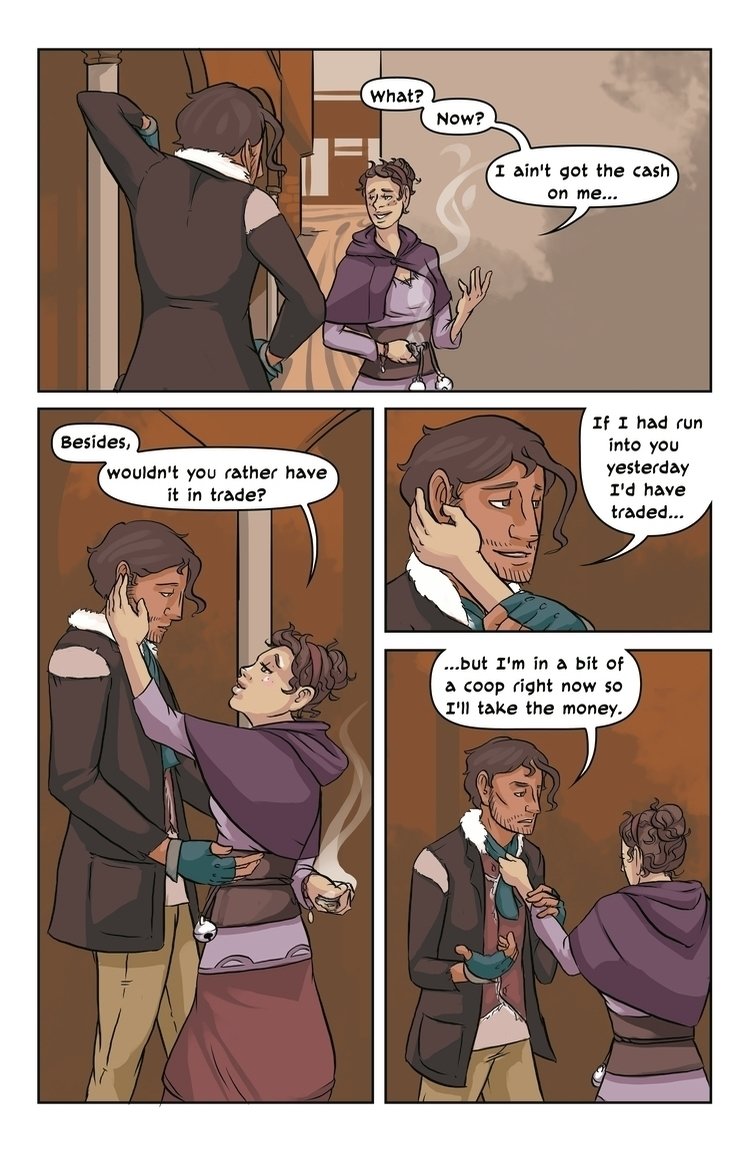 What?
Now?
I ain't got the cash
on me...
Besides,
wouldn't you rather have
it in trade?
If I had run
into you
yesterday
I'd have
traded...
...but I'm in a bit of
a coop right now so
I'll take the money.